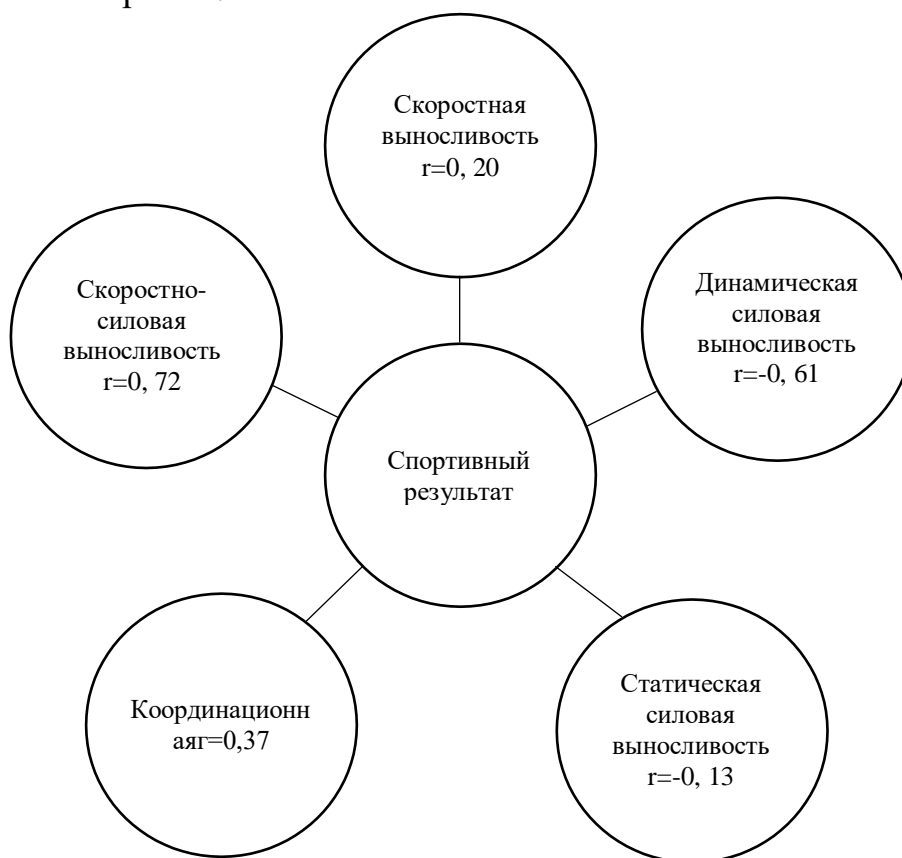 Скоростная
выносливость
r=0, 20
Скоростно-
силовая
выносливость
r=0, 72
Динамическая
силовая
выносливость
r=-0, 61
Спортивный
результат
Координационн
аяr=0,37
Статическая
силовая
выносливость
r=-0, 13